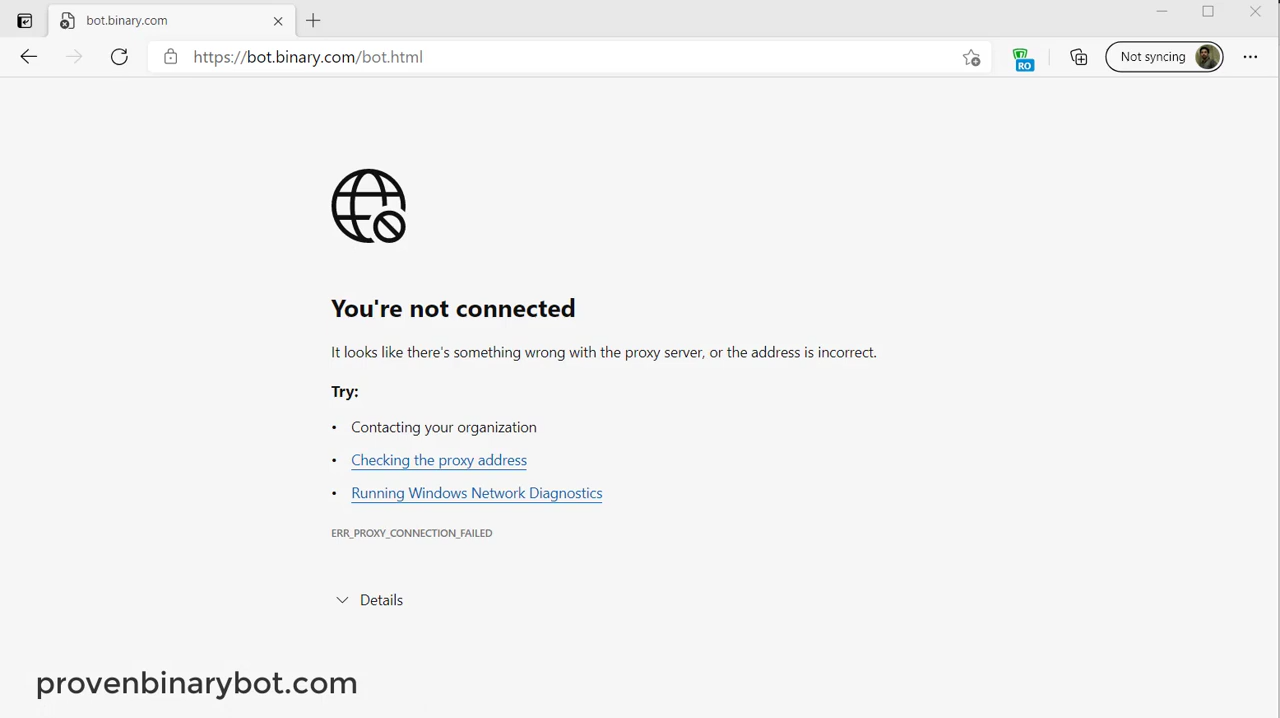 bot.binary.com
https://bot.binary.com/bot.html
RO
Not syncing
You're not connected
It looks like there's something wrong with the proxy server, or the address is incorrect.
Try:
• Contacting your organization
• Checking the proxy address
• Running Windows Network Diagnostics
ERR_PROXY_CONNECTION_FAILED
Details
provenbinarybot.com